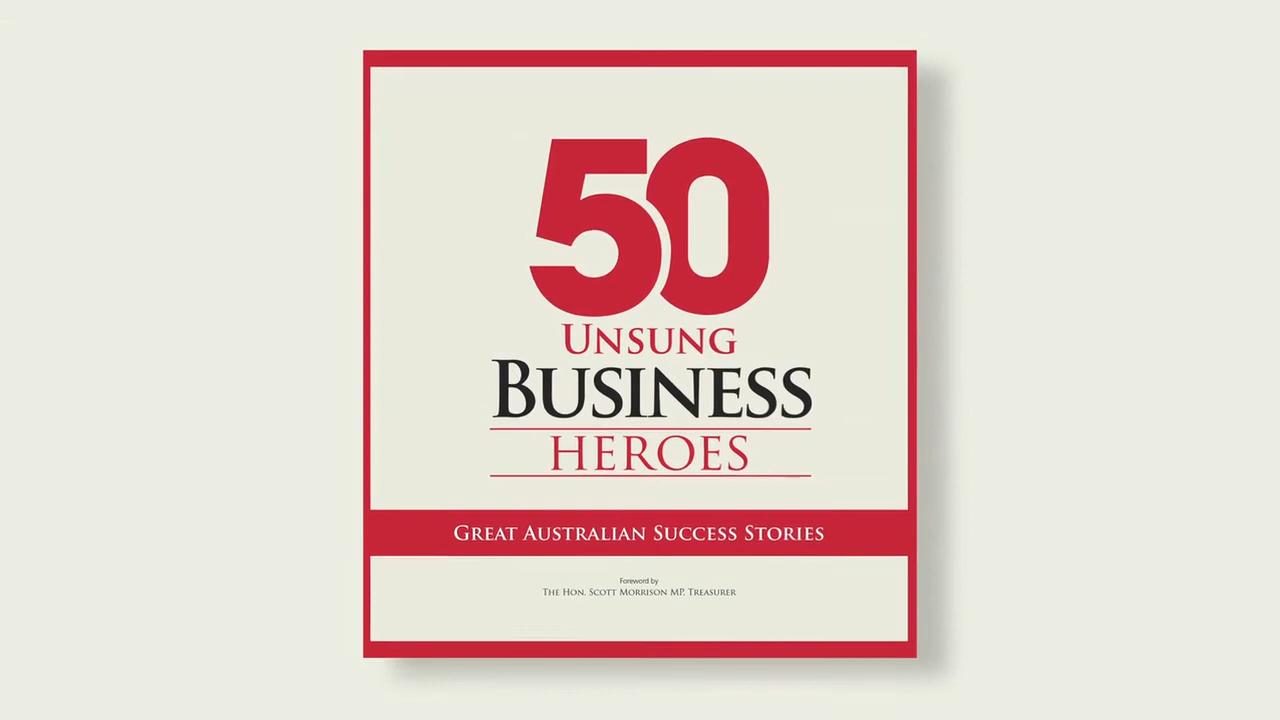 50
UNSUNG
BUSINESS
HEROES
GREAT AUSTRALIAN SUCCESS STORIES
Foreword by
THE HON. SCOTT MORRISON MP, TREASURER